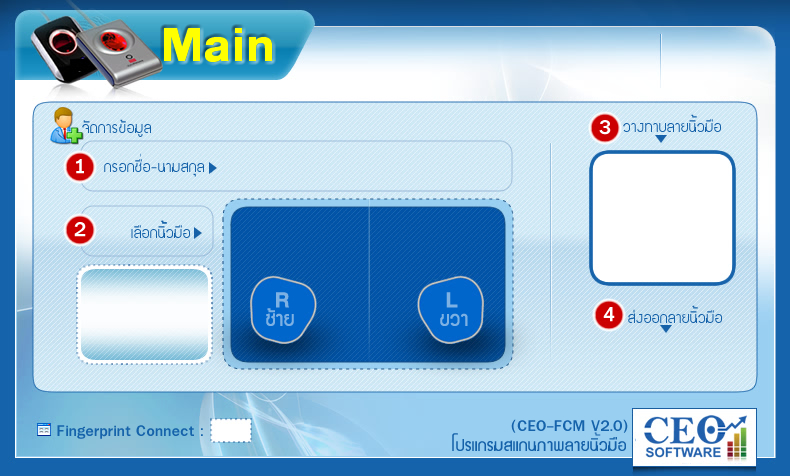 Main
จัดการข้อมูล
1 กรอกชื่อ-นามสกุล
2 เลือกนิ้วมือ
R
ซ้าย
L
ขวา
3 วางทาบลายนิ้วมือ
4 ส่งออกลายนิ้วมือ
Fingerprint Connect :
(CEO-FCM V2.0)
โปรแกรมสแกนภาพลายนิ้วมือ
CEO
SOFTWARE